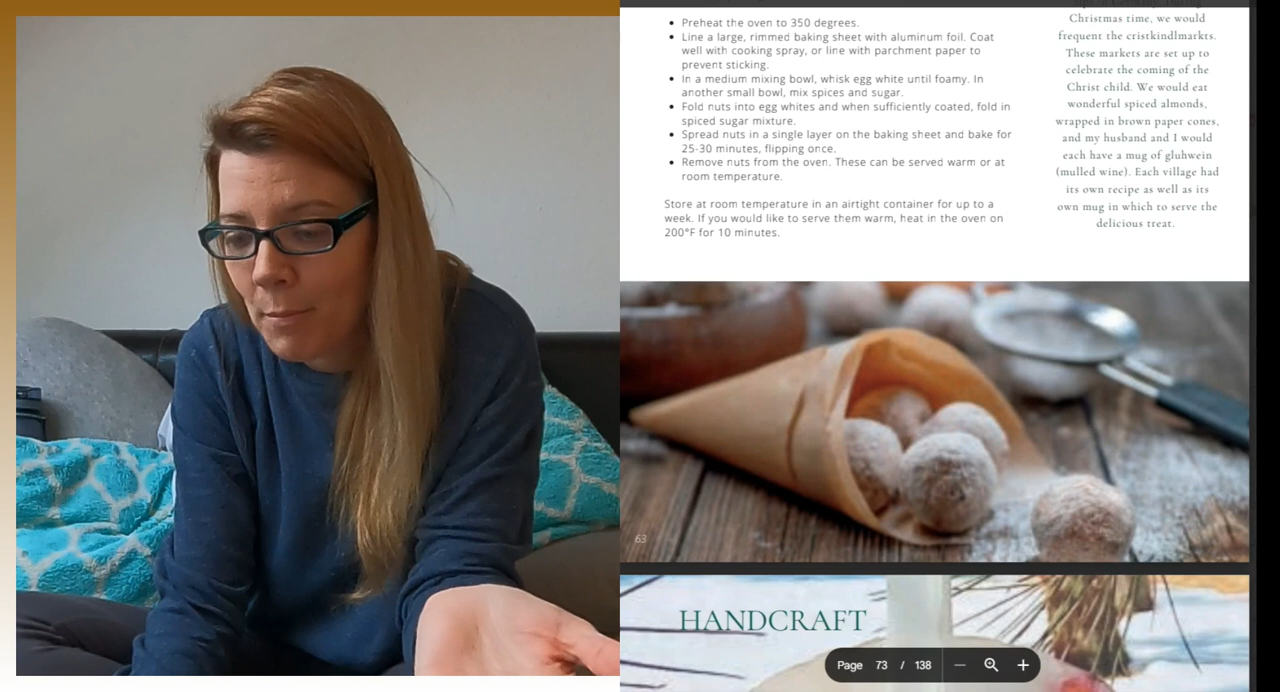 Preheat the oven to 350 degrees.
Line a large, rimmed baking sheet with aluminum foil. Coat
well with cooking spray, or line with parchment paper to
prevent sticking.
In a medium mixing bowl, whisk egg white until foamy. In
another small bowl, mix spices and sugar.
Fold nuts into egg whites and when sufficiently coated, fold in
spiced sugar mixture.
Spread nuts in a single layer on the baking sheet and bake for
25-30 minutes, flipping once.
Remove nuts from the oven. These can be served warm or at
room temperature.
Store at room temperature in an airtight container for up to a
week. If you would like to serve them warm, heat in the oven on
200°F for 10 minutes.
Christmas time, we would
frequent the cristkindlmarkts.
These markets are set up to
celebrate the coming of the
Christ child. We would eat
wonderful spiced almonds,
wrapped in brown paper cones,
and my husband and I would
each have a mug of gluhwein
(mulled wine). Each village had
its own recipe as well as its
own mug in which to serve the
delicious treat.
63
HANDCRAFT
Page 73 / 138